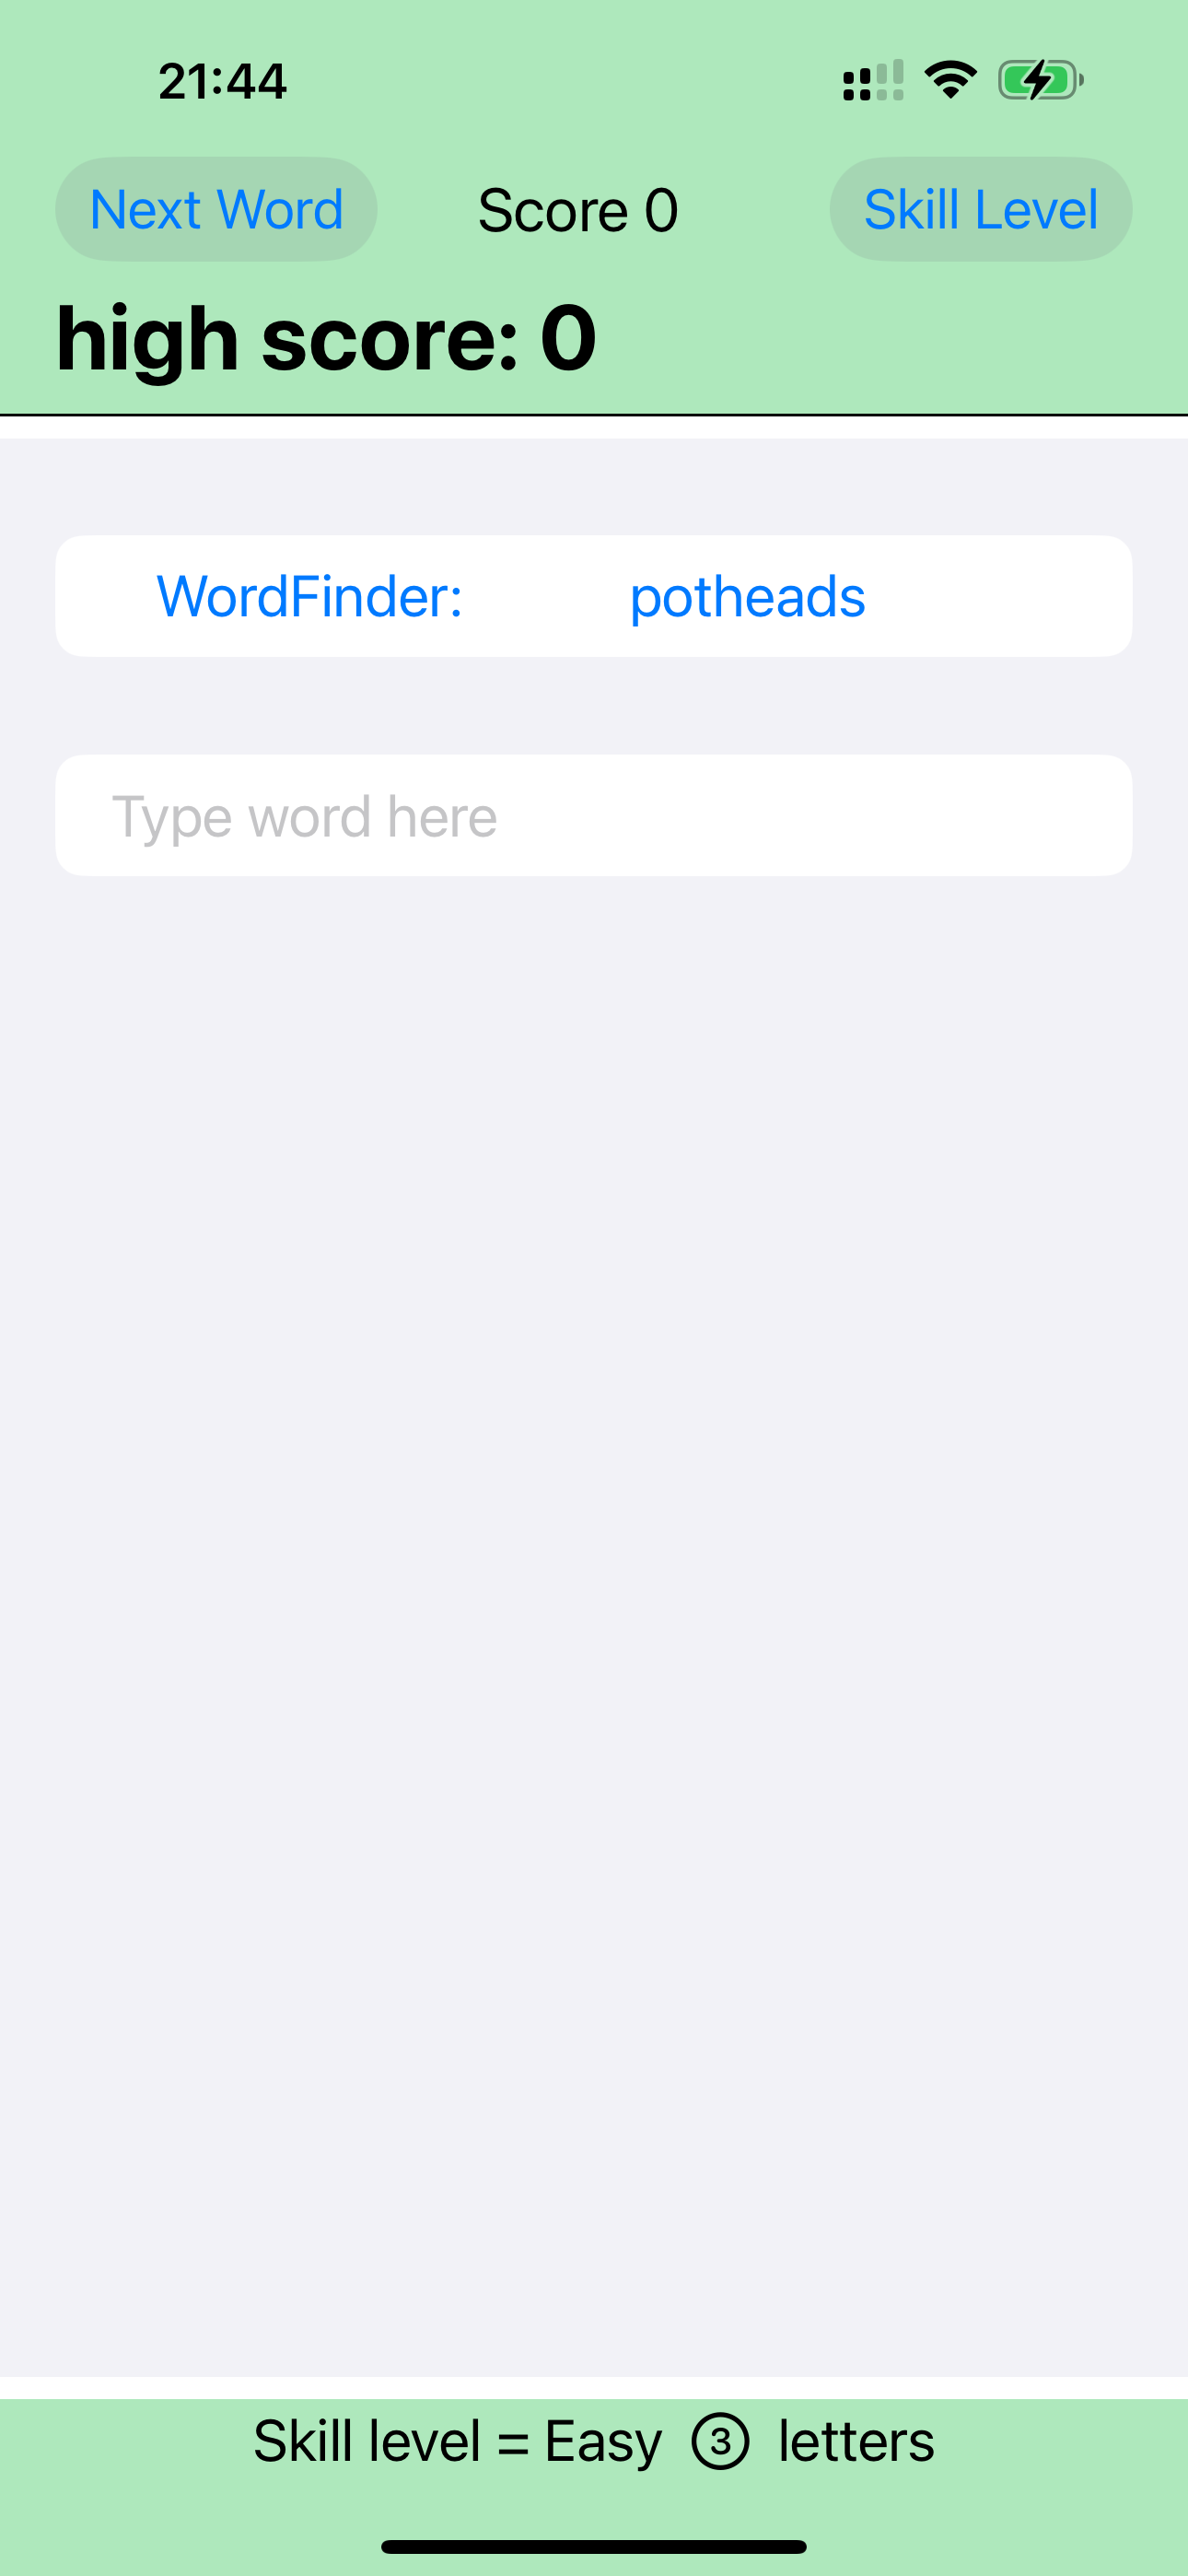 21:44
Next Word Score 0 Skill Level
high score: 0
WordFinder: potheads
Type word here
Skill level = Easy ③ letters